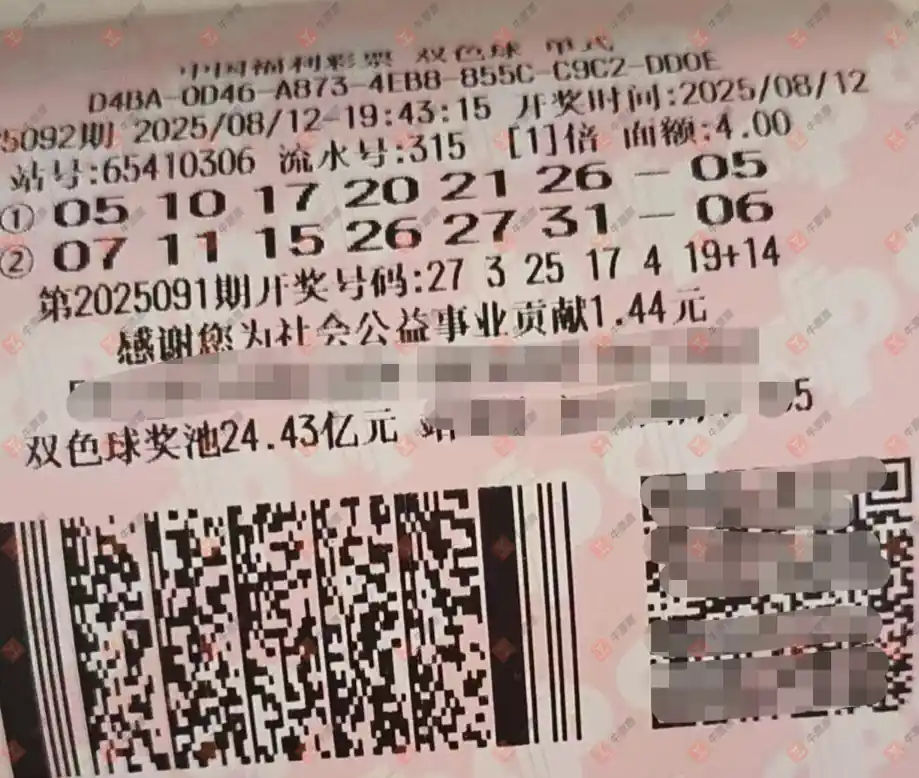 中国福利彩票 双色球 单式
D4BA-0D46-A873-4EB8-855C-C9C2-DD0E
5092期 2025/08/12-19:43:15 开奖时间:2025/08/12
站号:65410306 流水号:315 [1]倍 面额:4.00
① 05 10 17 20 21 26 - 05
② 07 11 15 26 27 31 - 06
第2025091期开奖号码:27 3 25 17 4 19+14
感谢您为社会公益事业贡献1.44元
5
双色球奖池24.43亿元